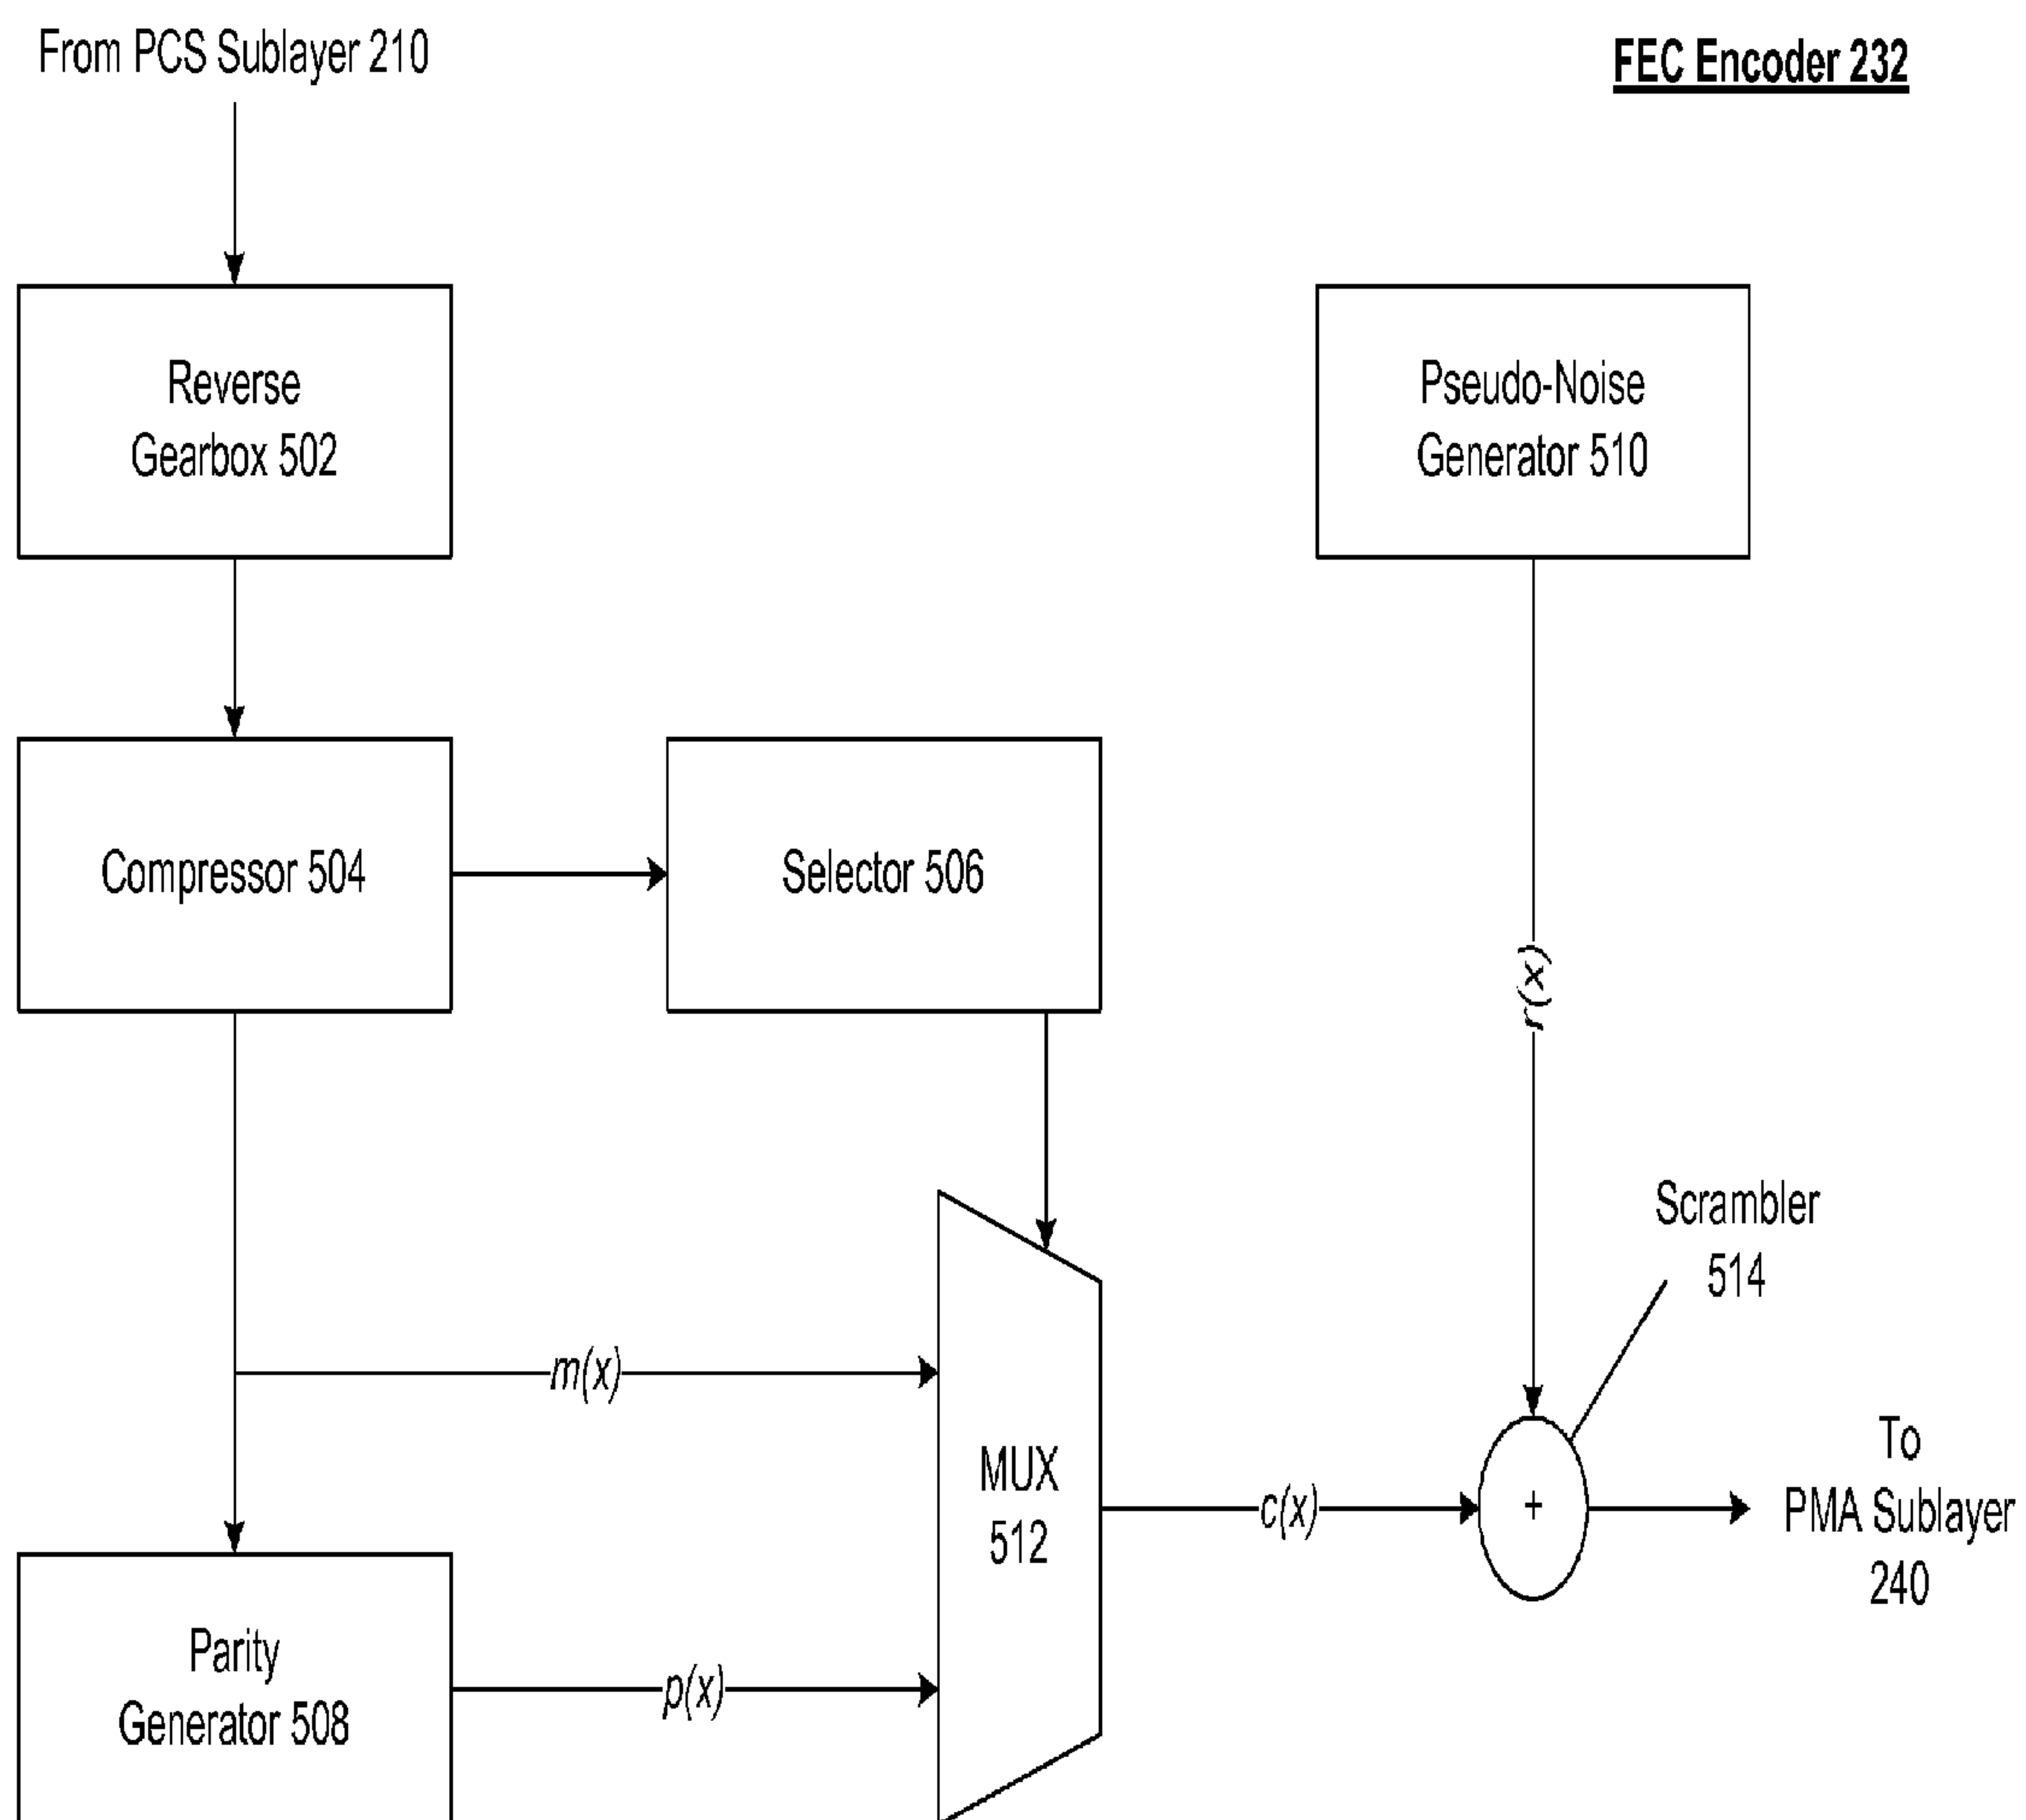 From PCS Sublayer 210
FEC Encoder 232
Reverse
Gearbox 502
Pseudo-Noise
Generator 510
Compressor 504
Selector 506
r(x)
Scrambler
514
m(x)
MUX
512
c(x)
+
To
PMA Sublayer
240
Parity
Generator 508
p(x)